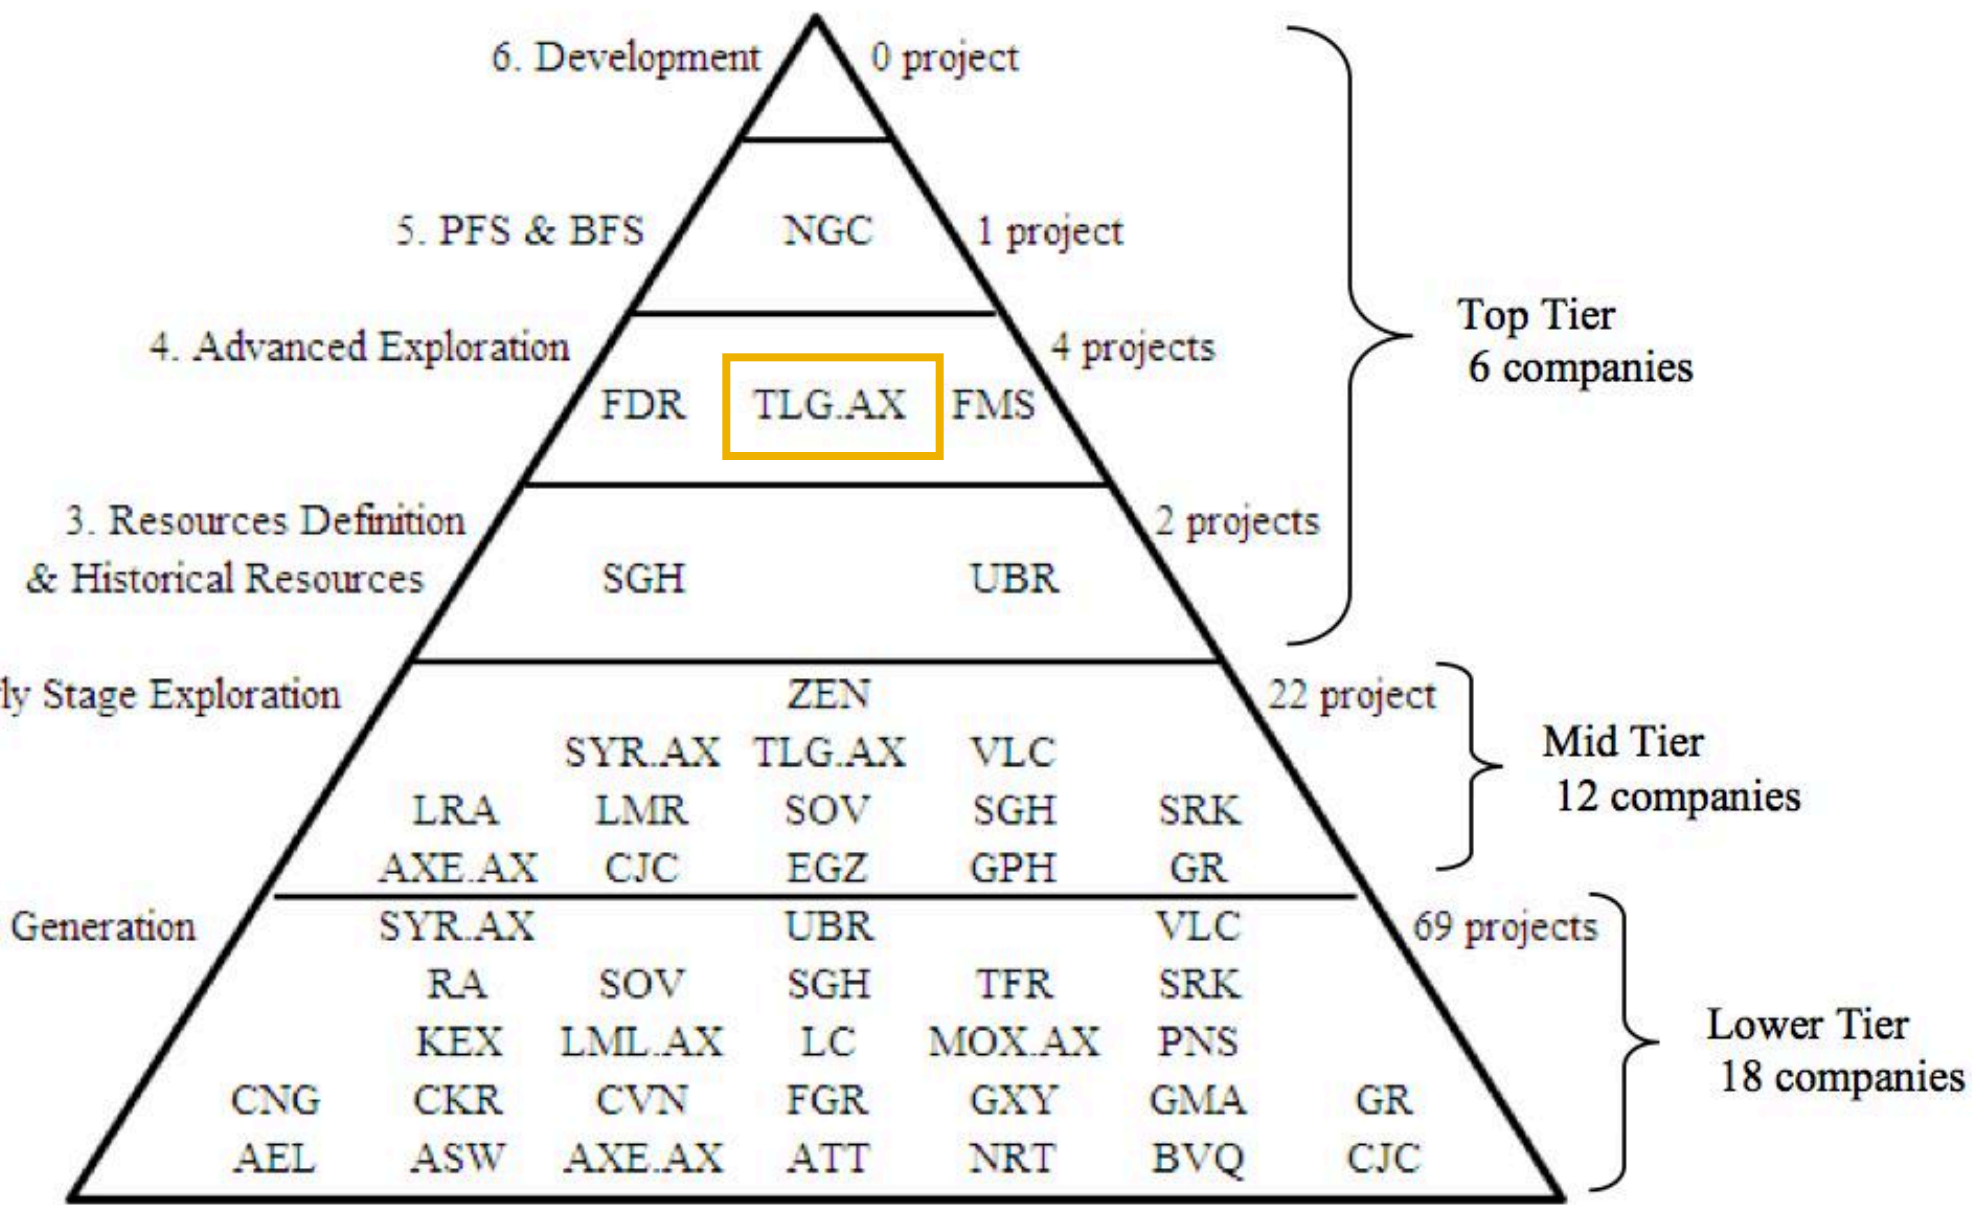 6. Development 0 project
5. PFS & BFS NGC 1 project
Top Tier
6 companies
4. Advanced Exploration 4 projects
FDR TLG.AX FMS
3. Resources Definition 2 projects
& Historical Resources SGH UBR
ly Stage Exploration ZEN 22 project
SYR.AX TLG.AX VLC
Mid Tier
12 companies
LRA LMR SOV SGH SRK
AXE.AX CJC EGZ GPH GR
Generation SYR.AX UBR VLC 69 projects
RA SOV SGH TFR SRK
Lower Tier
18 companies
KEX LML.AX LC MOX.AX PNS
CNG CKR CVN FGR GXY GMA GR
AEL ASW AXE.AX ATT NRT BVQ CJC